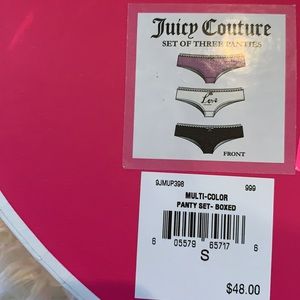 Juicy Couture
SET OF THREE PANTIES
Love
FRONT
9JMUP398 999
MULTI-COLOR
PANTY SET- BOXED
6 05579 85717 6
S
$48.00